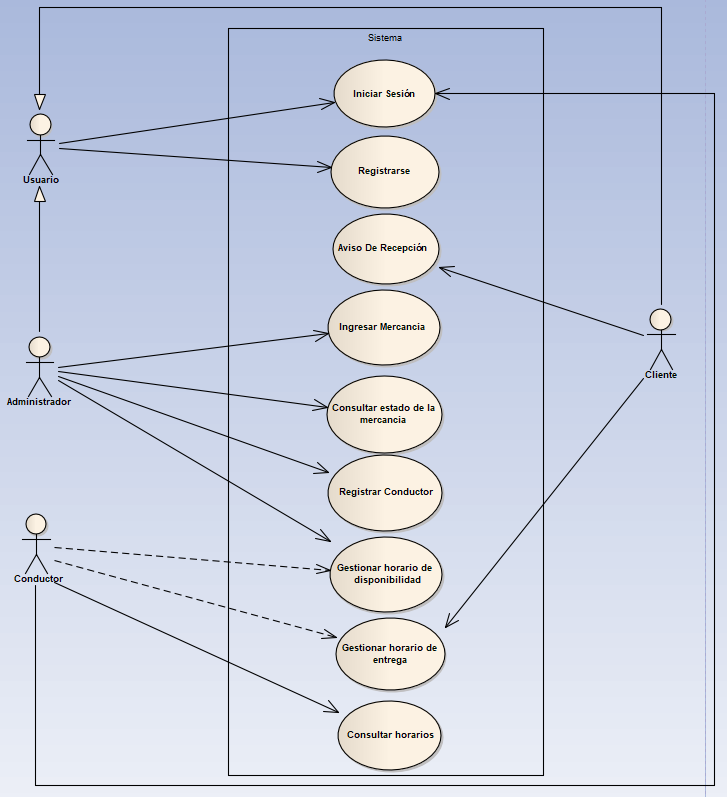 Sistema
Iniciar Sesión
Registrarse
Usuario
Aviso De Recepción
Ingresar Mercancia
Cliente
Administrador
Consultar estado de la
mercancia
Registrar Conductor
Conductor
Gestionar horario de
disponibilidad
Gestionar horario de
entrega
Consultar horarios